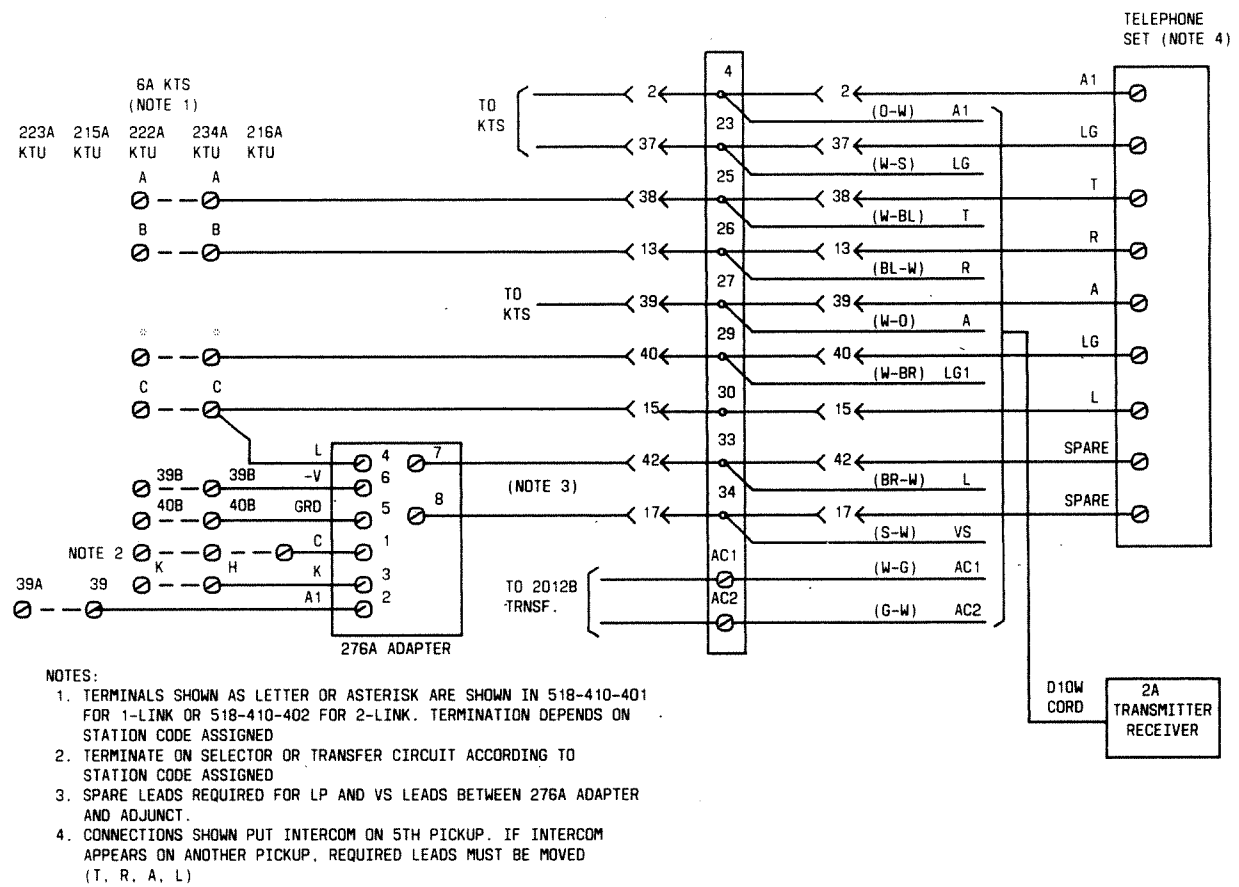 TELEPHONE
SET (NOTE 4)
6A KTS
(NOTE 1)
223A KTU
215A KTU
222A KTU
234A KTU
216A KTU
TO
KTS
4
2
2
A1
(O-W) A1
23
37
37
LG
(W-S) LG
A
A
25
38
38
T
(W-BL) T
B
B
26
13
13
R
(BL-W) R
TO
KTS
27
39
39
A
(W-O) A
*
*
29
40
40
LG
(W-BR) LG1
C
C
30
15
15
L
L
4
7
33
42
42
SPARE
(BR-W) L
39B
39B
-V
6
(NOTE 3)
40B
40B
GRD
5
8
34
17
17
SPARE
(S-W) VS
NOTE 2
C
1
K
H
K
3
39A
39
A1
2
276A ADAPTER
TO 2012B
TRNSF.
AC1
(W-G) AC1
AC2
(G-W) AC2
D10W
CORD
2A
TRANSMITTER
RECEIVER
NOTES:
1. TERMINALS SHOWN AS LETTER OR ASTERISK ARE SHOWN IN 518-410-401
FOR 1-LINK OR 518-410-402 FOR 2-LINK. TERMINATION DEPENDS ON
STATION CODE ASSIGNED
2. TERMINATE ON SELECTOR OR TRANSFER CIRCUIT ACCORDING TO
STATION CODE ASSIGNED
3. SPARE LEADS REQUIRED FOR LP AND VS LEADS BETWEEN 276A ADAPTER
AND ADJUNCT.
4. CONNECTIONS SHOWN PUT INTERCOM ON 5TH PICKUP. IF INTERCOM
APPEARS ON ANOTHER PICKUP, REQUIRED LEADS MUST BE MOVED
(T, R, A, L)